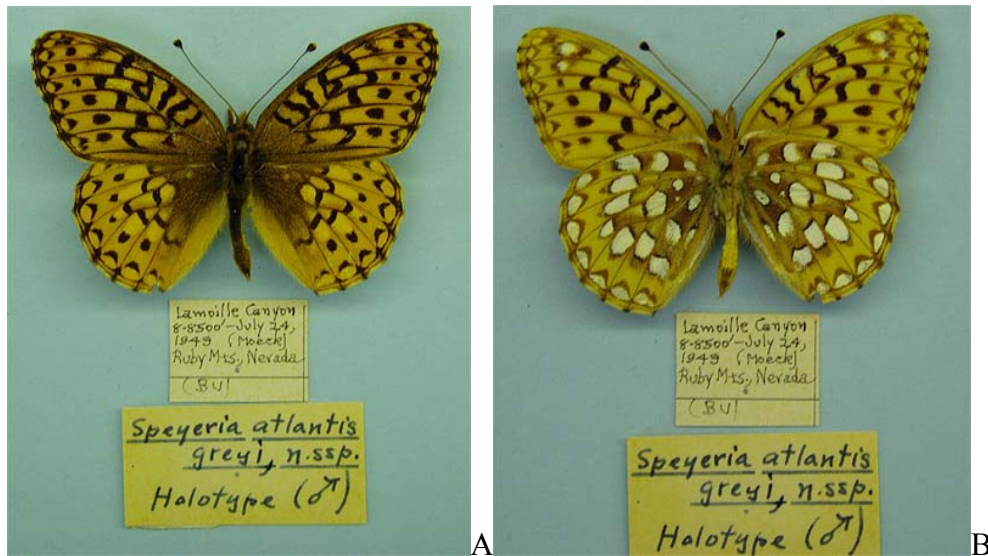 Lamoille Canyon
8-8500'-July 24,
1949 (Moeck)
Ruby Mts., Nevada
(BU)
Speyeria atlantis
greyi, n.ssp.
Holotype (♂)
A
Lamoille Canyon
8-8500'-July 24,
1949 (Moeck)
Ruby Mts., Nevada
(BU)
Speyeria atlantis
greyi, n.ssp.
Holotype (♂)
B